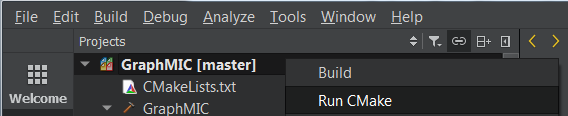 File Edit Build Debug Analyze Tools Window Help
Projects
GraphMIC [master]
Build
CMakeLists.txt
Run CMake
Welcome
GraphMIC